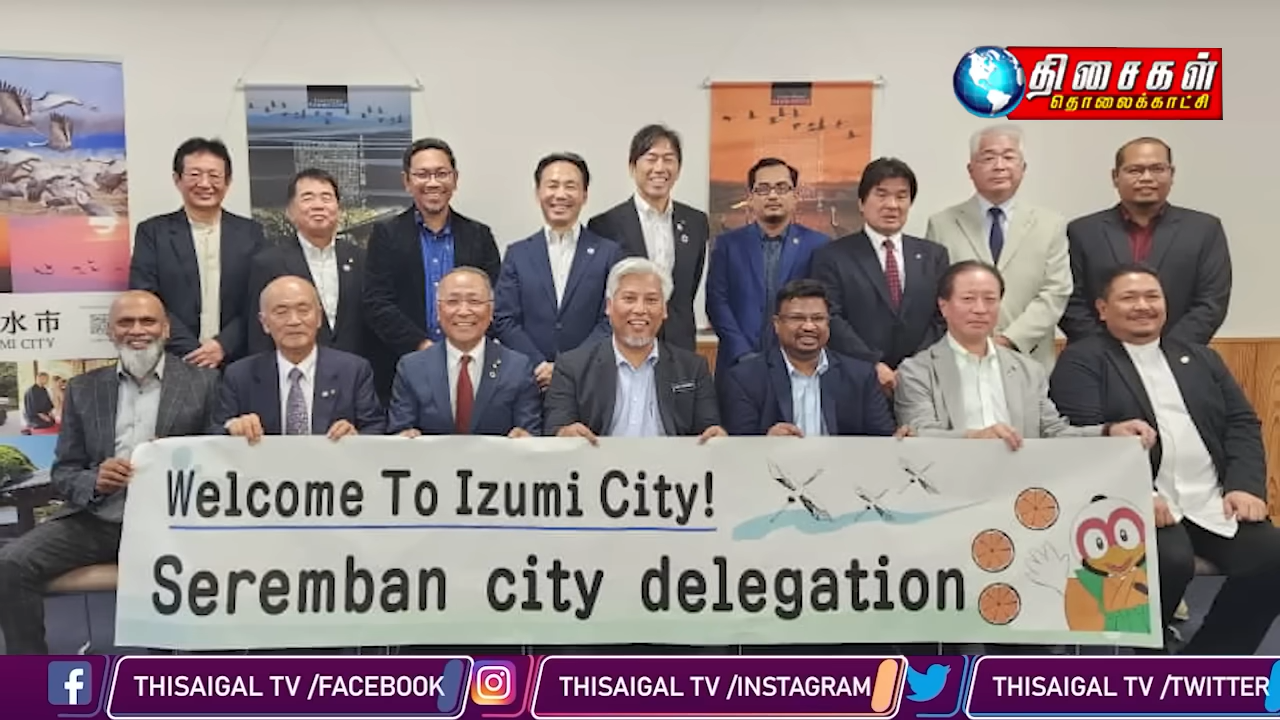 திசைகள்
தொலைக்காட்சி
水市
MI CITY
Welcome To Izumi City!
Seremban city delegation
THISAIGAL TV /FACEBOOK
THISAIGAL TV /INSTAGRAM
THISAIGAL TV /TWITTER